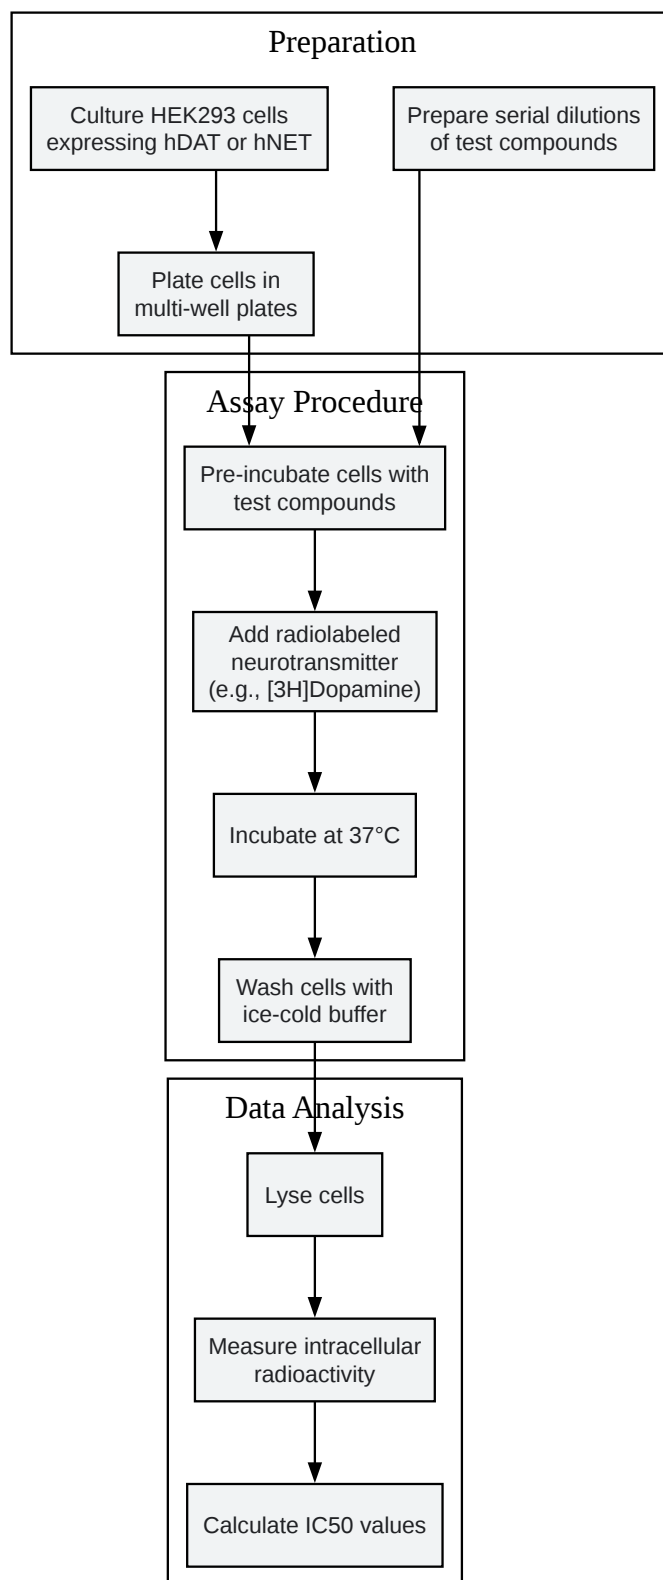 Preparation
Culture HEK293 cells
expressing hDAT or hNET
Prepare serial dilutions
of test compounds
Plate cells in
multi-well plates
Assay Procedure
Pre-incubate cells with
test compounds
Add radiolabeled
neurotransmitter
(e.g., [3H]Dopamine)
Incubate at 37°C
Wash cells with
ice-cold buffer
Data Analysis
Lyse cells
Measure intracellular
radioactivity
Calculate IC50 values